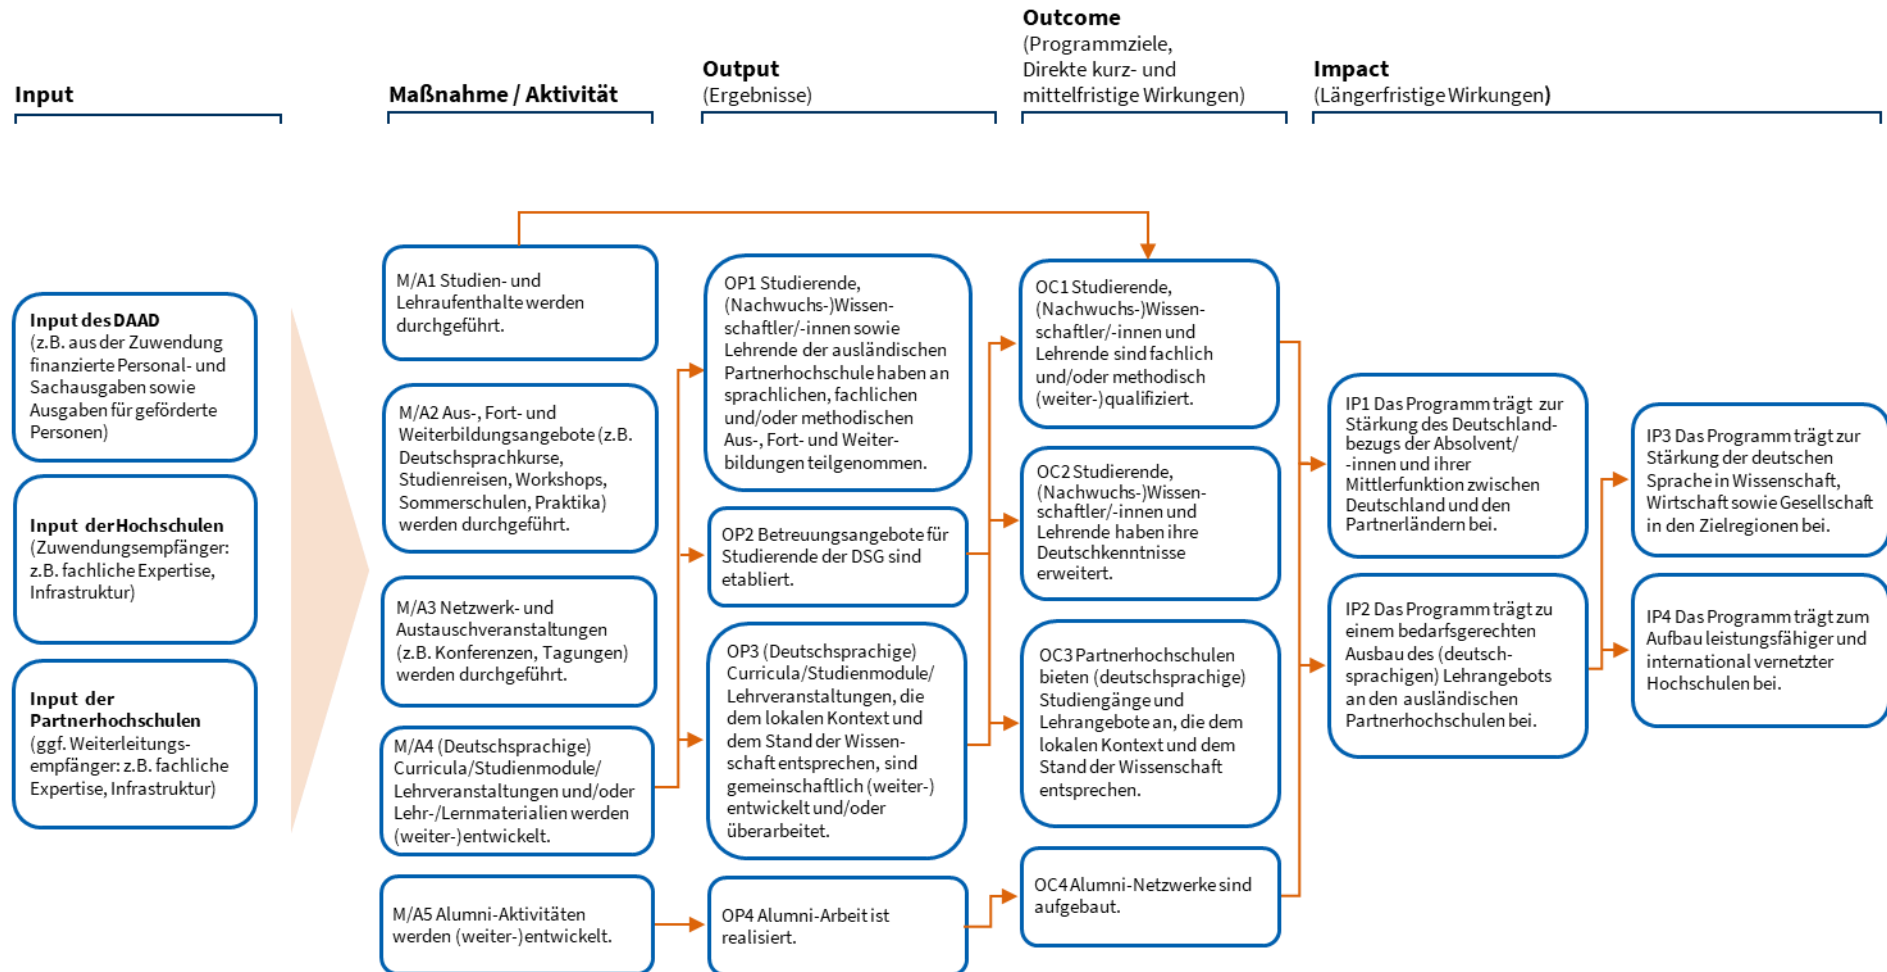 Input
Maßnahme / Aktivität
Output
(Ergebnisse)
Outcome
(Programmziele,
Direkte kurz- und
mittelfristige Wirkungen)
Impact
(Längerfristige Wirkungen)
Input des DAAD
(z.B. aus der Zuwendung
finanzierte Personal- und
Sachausgaben sowie
Ausgaben für geförderte
Personen)
Input der Hochschulen
(Zuwendungsempfänger:
z.B. fachliche Expertise,
Infrastruktur)
Input der
Partnerhochschulen
(ggf. Weiterleitungs-
empfänger: z.B. fachliche
Expertise, Infrastruktur)
M/A1 Studien- und
Lehraufenthalte werden
durchgeführt.
M/A2 Aus-, Fort- und
Weiterbildungsangebote (z.B.
Deutschsprachkurse,
Studienreisen, Workshops,
Sommerschulen, Praktika)
werden durchgeführt.
M/A3 Netzwerk- und
Austauschveranstaltungen
(z.B. Konferenzen, Tagungen)
werden durchgeführt.
M/A4 (Deutschsprachige)
Curricula/Studienmodule/
Lehrveranstaltungen und/oder
Lehr-/Lernmaterialien werden
(weiter-)entwickelt.
M/A5 Alumni-Aktivitäten
werden (weiter-)entwickelt.
OP1 Studierende,
(Nachwuchs-)Wissen-
schaftler/-innen sowie
Lehrende der ausländischen
Partnerhochschule haben an
sprachlichen, fachlichen
und/oder methodischen
Aus-, Fort- und Weiter-
bildungen teilgenommen.
OP2 Betreuungsangebote für
Studierende der DSG sind
etabliert.
OP3 (Deutschsprachige)
Curricula/Studienmodule/
Lehrveranstaltungen, die
dem lokalen Kontext und
dem Stand der Wissen-
schaft entsprechen, sind
gemeinschaftlich (weiter-)
entwickelt und/oder
überarbeitet.
OP4 Alumni-Arbeit ist
realisiert.
OC1 Studierende,
(Nachwuchs-)Wissen-
schaftler/-innen und
Lehrende sind fachlich
und/oder methodisch
(weiter-)qualifiziert.
OC2 Studierende,
(Nachwuchs-)Wissen-
schaftler/-innen und
Lehrende haben ihre
Deutschkenntnisse
erweitert.
OC3 Partnerhochschulen
bieten (deutschsprachige)
Studiengänge und
Lehrangebote an, die dem
lokalen Kontext und dem
Stand der Wissenschaft
entsprechen.
OC4 Alumni-Netzwerke sind
aufgebaut.
IP1 Das Programm trägt zur
Stärkung des Deutschland-
bezugs der Absolvent/
-innen und ihrer
Mittlerfunktion zwischen
Deutschland und den
Partnerländern bei.
IP2 Das Programm trägt zu
einem bedarfsgerechten
Ausbau des (deutsch-
sprachigen) Lehrangebots
an den ausländischen
Partnerhochschulen bei.
IP3 Das Programm trägt zur
Stärkung der deutschen
Sprache in Wissenschaft,
Wirtschaft sowie Gesellschaft
in den Zielregionen bei.
IP4 Das Programm trägt zum
Aufbau leistungsfähiger und
international vernetzter
Hochschulen bei.